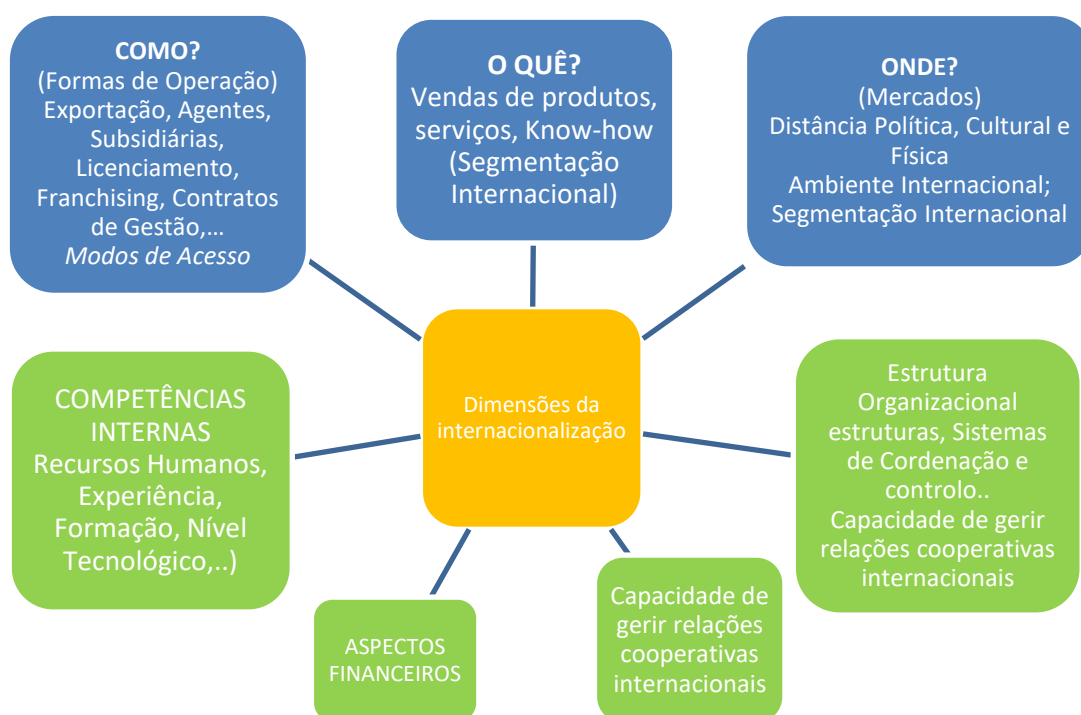 COMO?
(Formas de Operação)
Exportação, Agentes,
Subsidiárias,
Licenciamento,
Franchising, Contratos
de Gestão,...
Modos de Acesso
O QUÊ?
Vendas de produtos,
serviços, Know-how
(Segmentação
Internacional)
ONDE?
(Mercados)
Distância Política, Cultural e
Física
Ambiente Internacional;
Segmentação Internacional
Dimensões da
internacionalização
COMPETÊNCIAS
INTERNAS
Recursos Humanos,
Experiência,
Formação, Nível
Tecnológico,..)
Estrutura
Organizacional
estruturas, Sistemas
de Cordenação e
controlo..
Capacidade de gerir
relações cooperativas
internacionais
ASPECTOS
FINANCEIROS
Capacidade de
gerir relações
cooperativas
internacionais